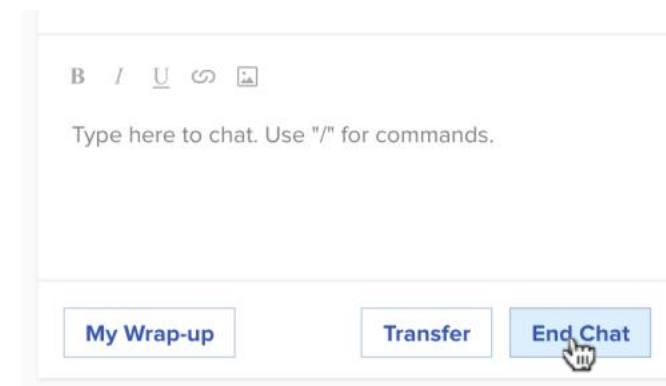 B I U
Type here to chat. Use "/" for commands.
My Wrap-up Transfer End Chat